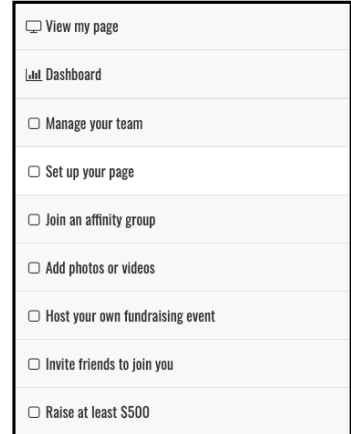 View my page
Dashboard
Manage your team
Set up your page
Join an affinity group
Add photos or videos
Host your own fundraising event
Invite friends to join you
Raise at least $500